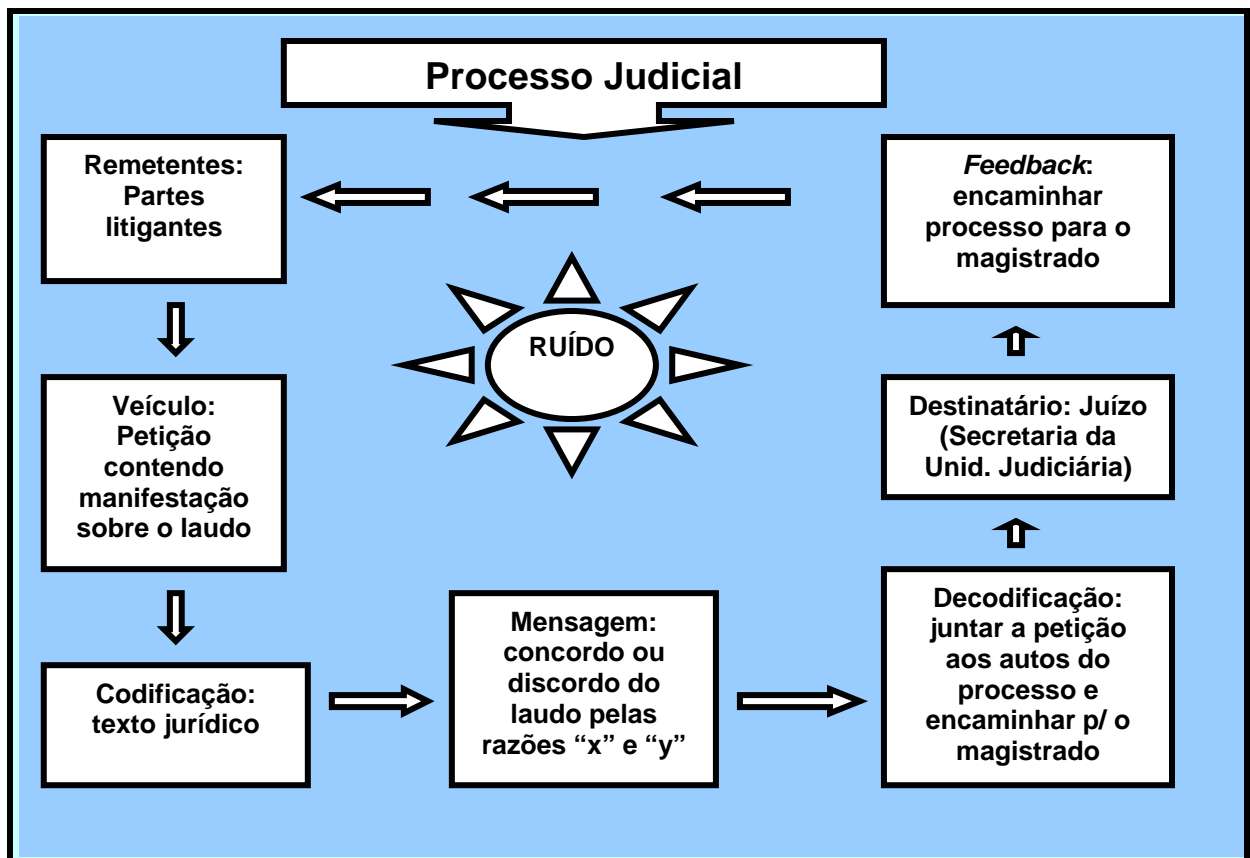 Processo Judicial
Remetentes:
Partes
litigantes
Veículo:
Petição
contendo
manifestação
sobre o laudo
Codificação:
texto jurídico
Mensagem:
concordo ou
discordo do
laudo pelas
razões “x” e “y”
Decodificação:
juntar a petição
aos autos do
processo e
encaminhar p/ o
magistrado
Destinatário: Juízo
(Secretaria da
Unid. Judiciária)
Feedback:
encaminhar
processo para o
magistrado
RUÍDO